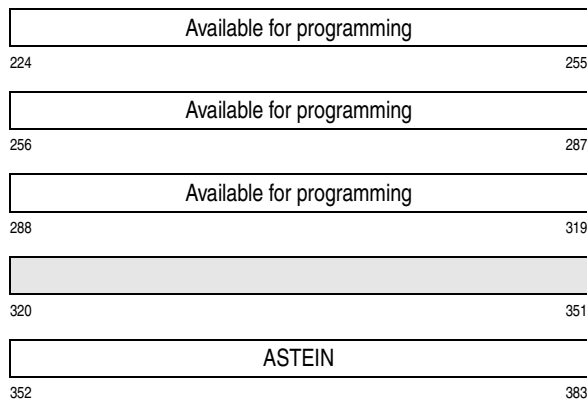 Available for programming
224 255
Available for programming
256 287
Available for programming
288 319
320 351
ASTEIN
352 383